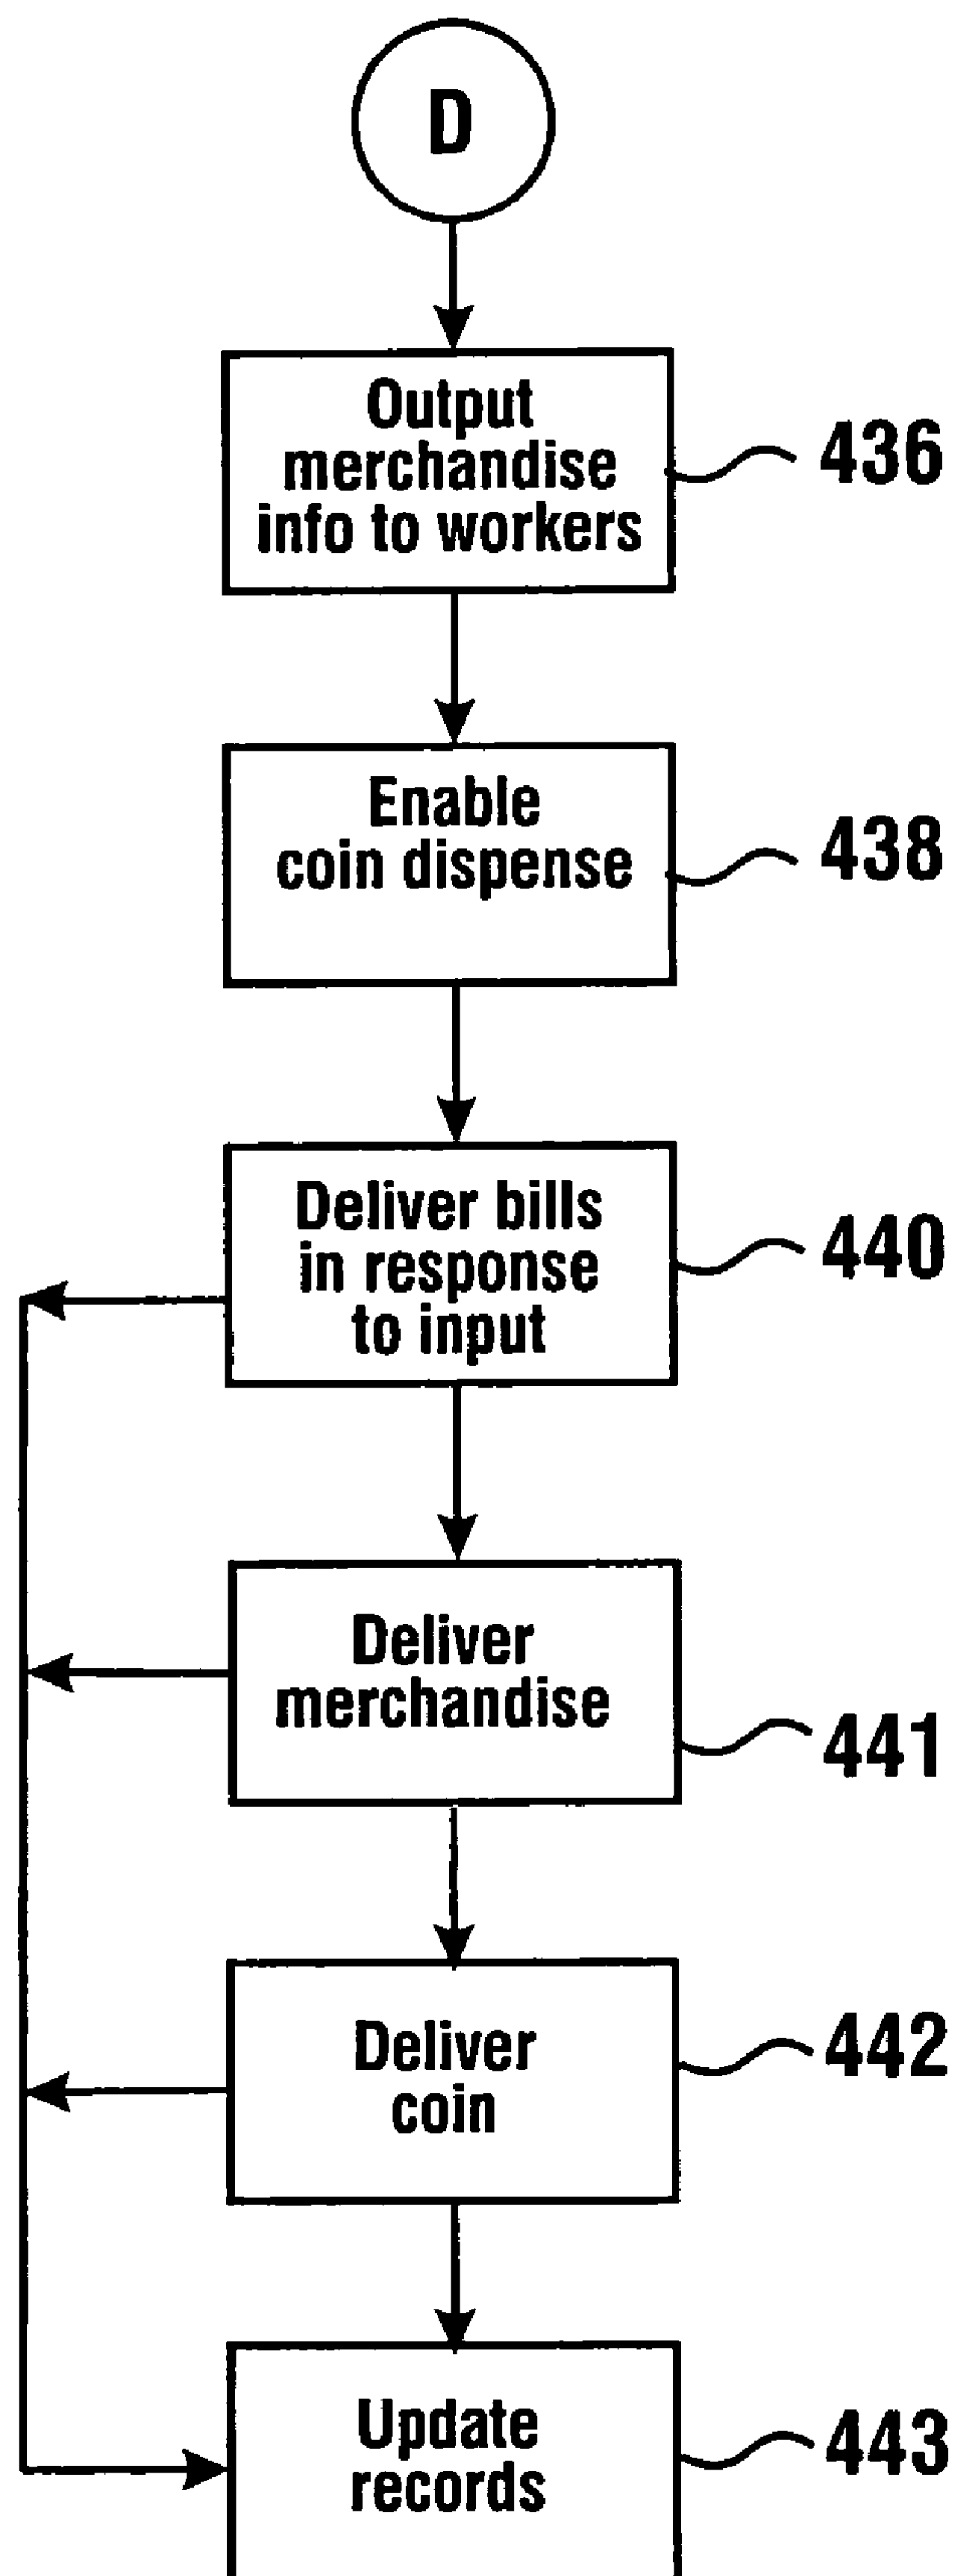 D
Output
merchandise
info to workers
436
Enable
coin dispense
438
Deliver bills
in response
to input
440
Deliver
merchandise
441
Deliver
coin
442
Update
records
443